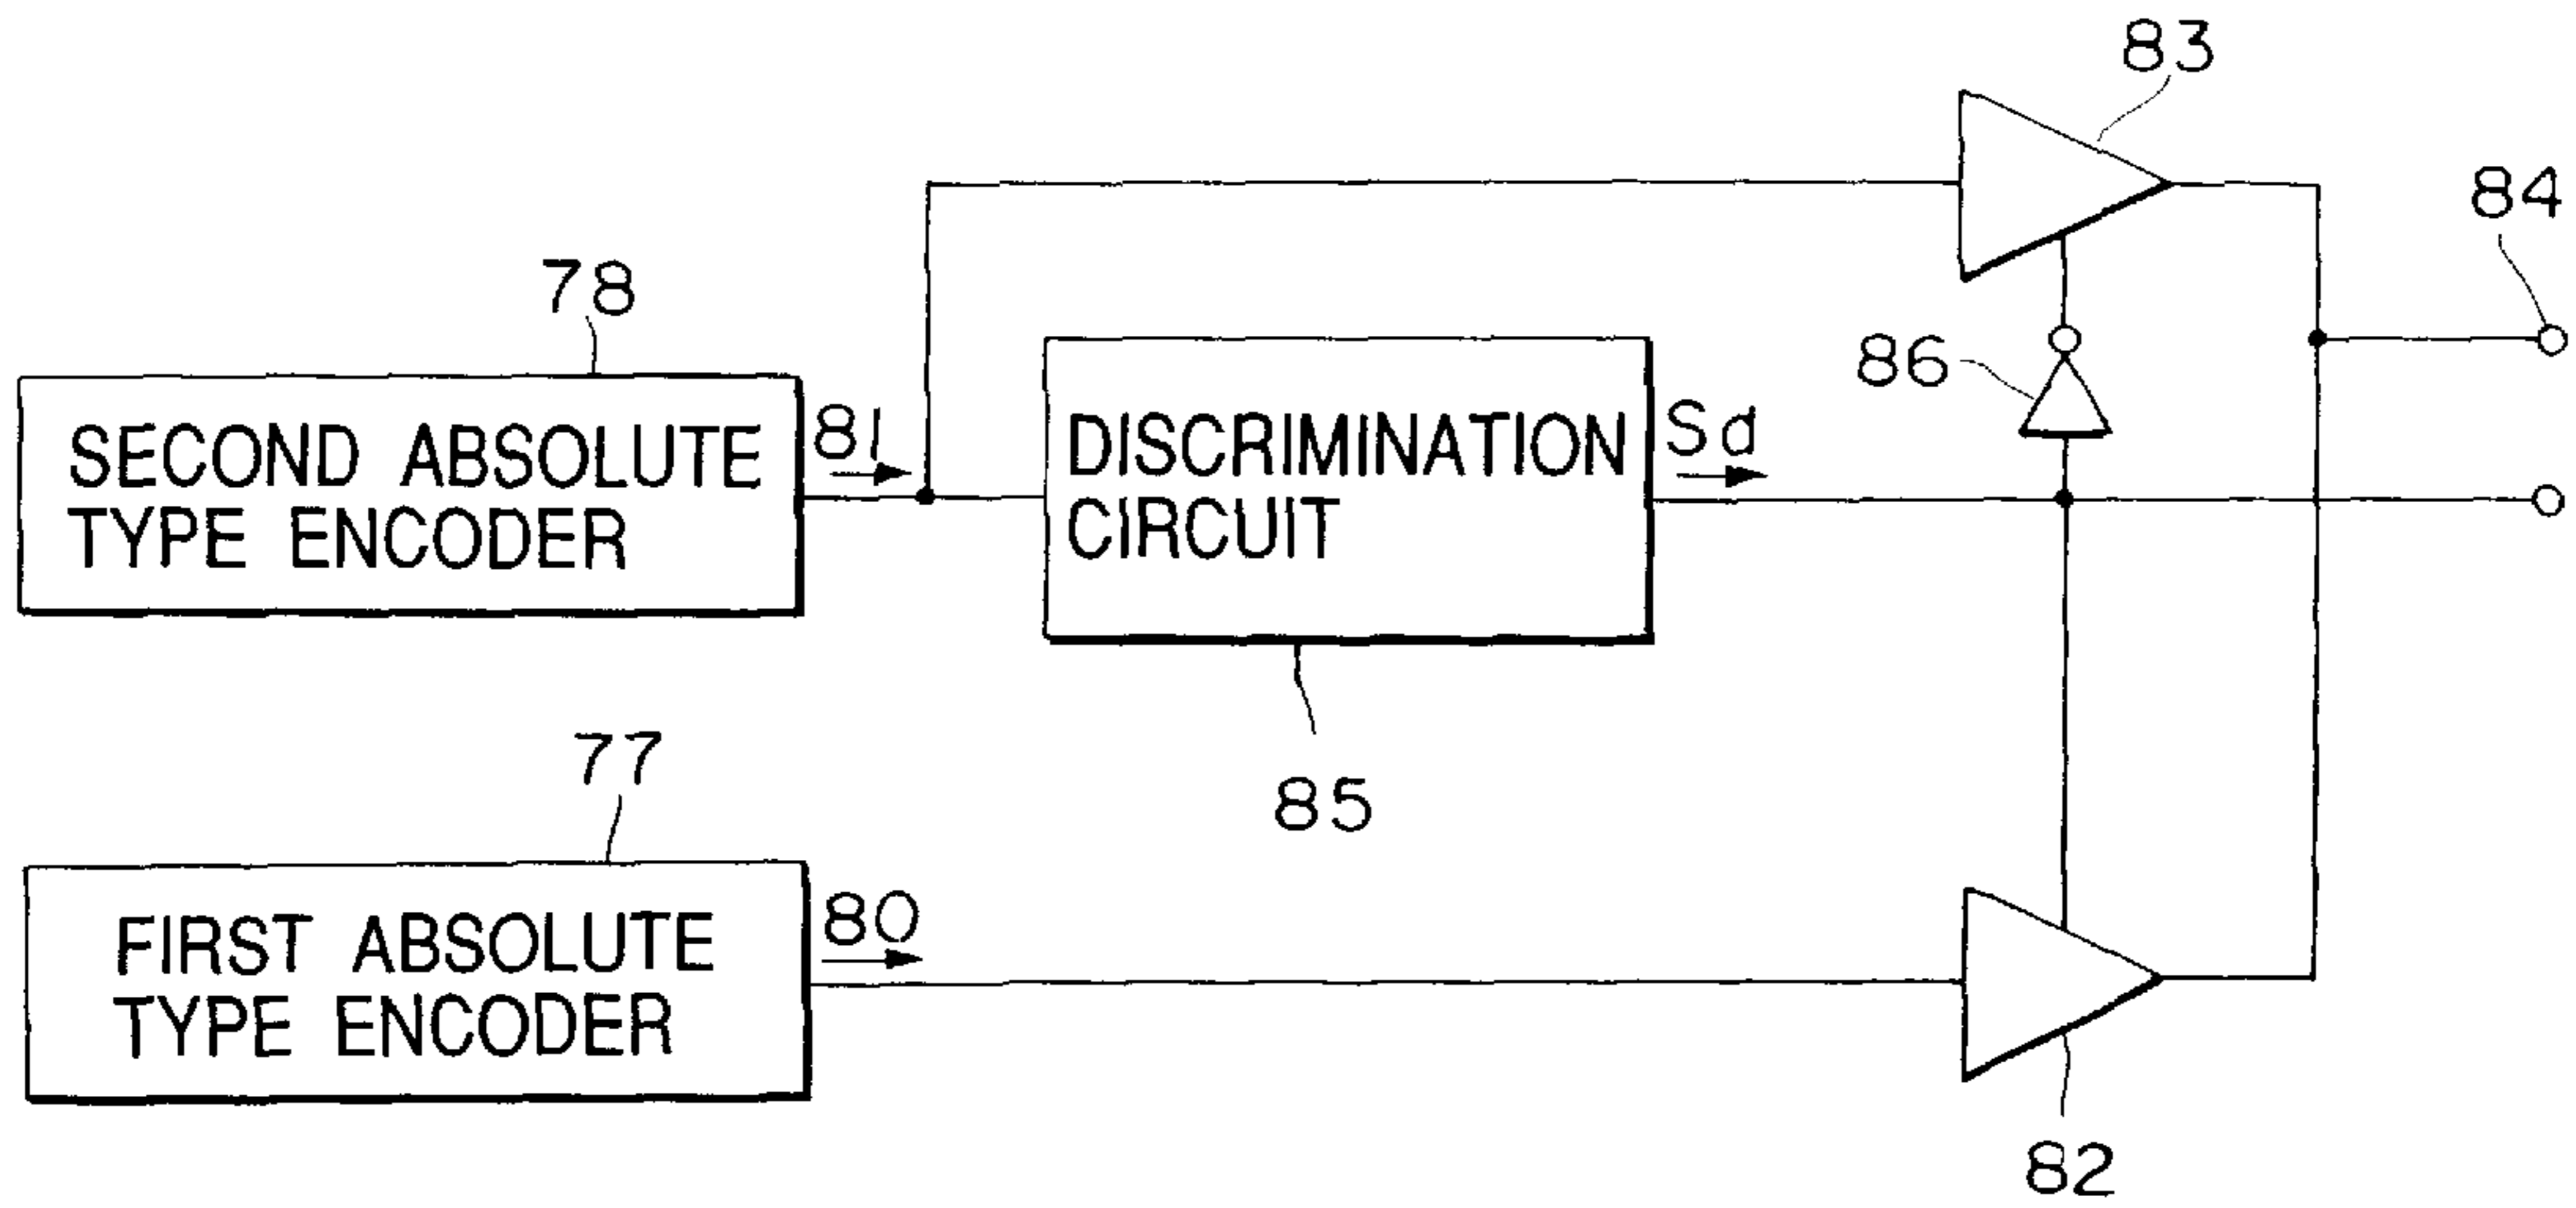 83
84
78
86
SECOND ABSOLUTE
TYPE ENCODER
81
DISCRIMINATION
CIRCUIT
Sd
77
85
FIRST ABSOLUTE
TYPE ENCODER
80
82